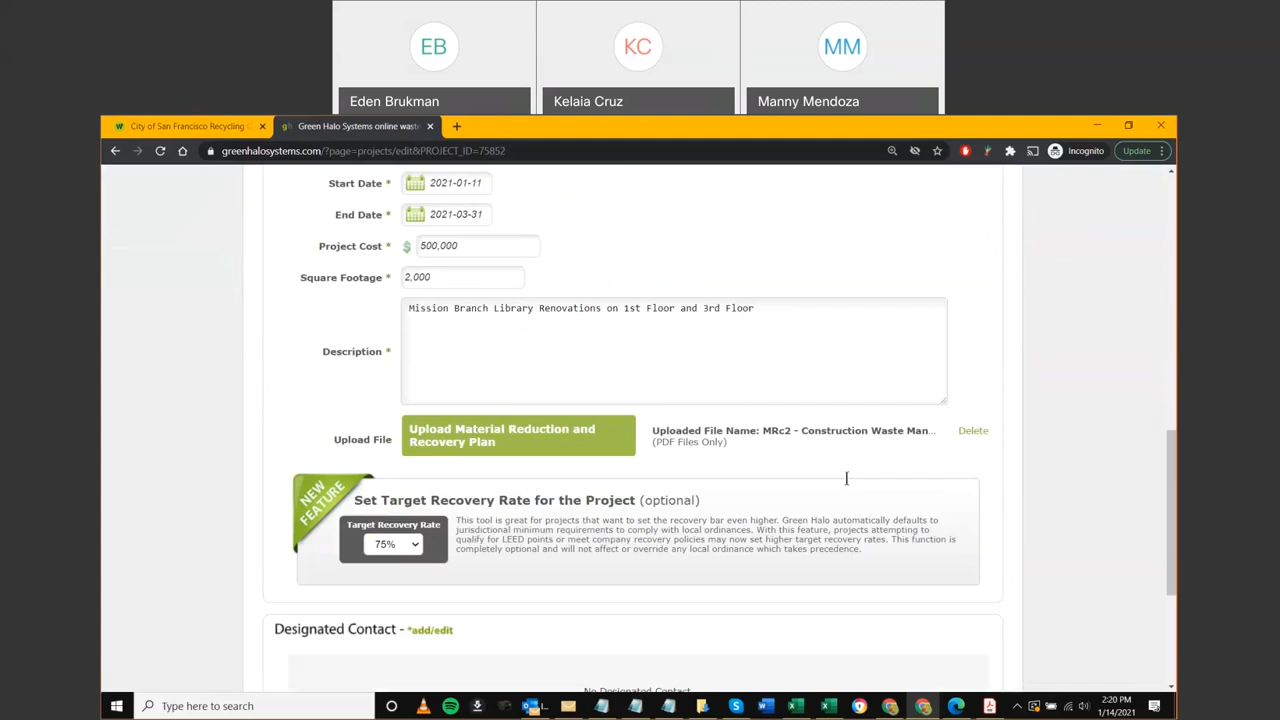 EB
KC
MM
Eden Brukman
Kelaia Cruz
Manny Mendoza
City of San Francisco Recycling
Green Halo Systems online waste
greenhalosystems.com/?page=projects/edit&PROJECT_ID=75852
Incognito
Update
Start Date *
2021-01-11
End Date *
2021-03-31
Project Cost *
$
500,000
Square Footage *
2,000
Description *
Mission Branch Library Renovations on 1st Floor and 3rd Floor
Upload File
Upload Material Reduction and
Recovery Plan
Uploaded File Name: MRc2 - Construction Waste Man...
(PDF Files Only)
Delete
NEW
FEATURE
Set Target Recovery Rate for the Project (optional)
Target Recovery Rate
75%
This tool is great for projects that want to set the recovery bar even higher. Green Halo automatically defaults to
jurisdictional minimum requirements to comply with local ordinances. With this feature, projects attempting to
qualify for LEED points or meet company recovery policies may now set higher target recovery rates. This function is
completely optional and will not affect or override any local ordinance which takes precedence.
Designated Contact - *add/edit
No Designated Contact
Type here to search
2:20 PM
1/14/2021